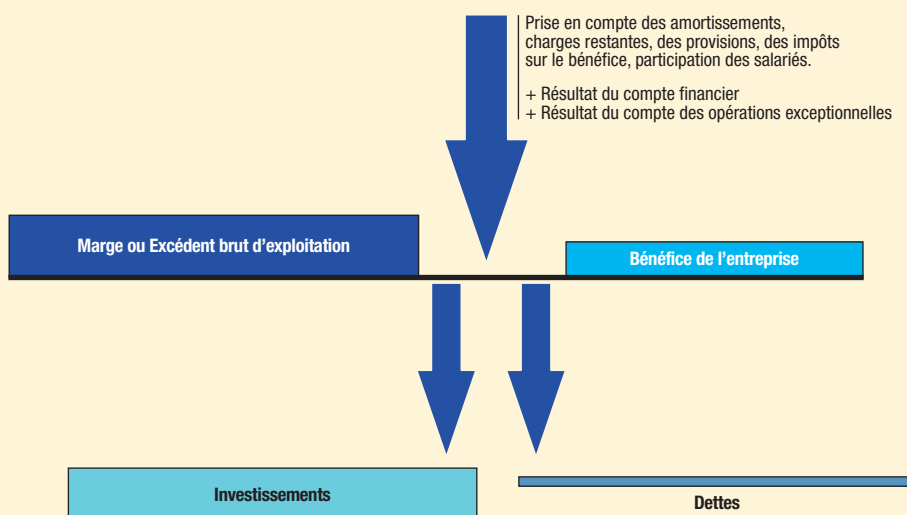 Prise en compte des amortissements,
charges restantes, des provisions, des impôts
sur le bénéfice, participation des salariés.
+ Résultat du compte financier
+ Résultat du compte des opérations exceptionnelles
Marge ou Excédent brut d'exploitation
Bénéfice de l'entreprise
Investissements
Dettes